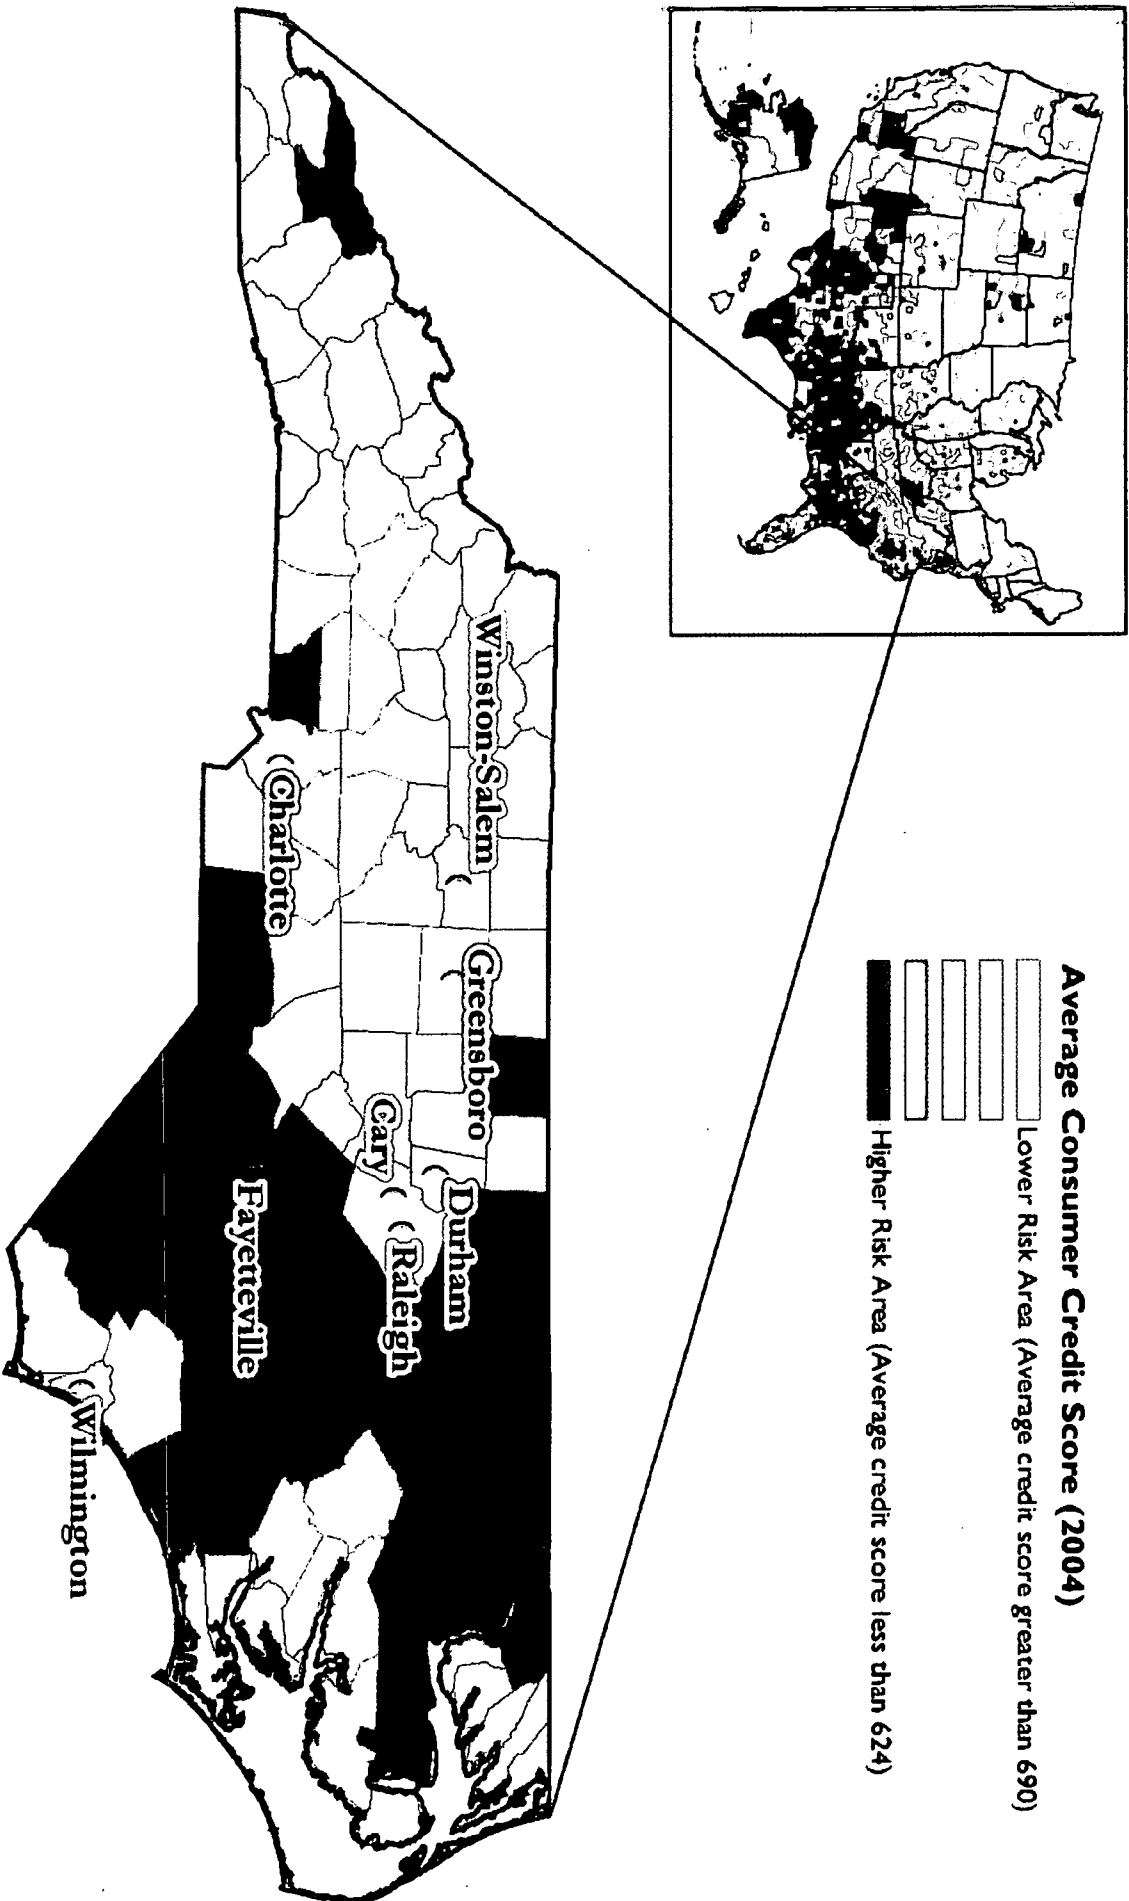 Average Consumer Credit Score (2004)
Lower Risk Area (Average credit score greater than 690)
Higher Risk Area (Average credit score less than 624)
Winston-Salem
Greensboro
Durham
Cary
Raleigh
Charlotte
Fayetteville
Wilmington